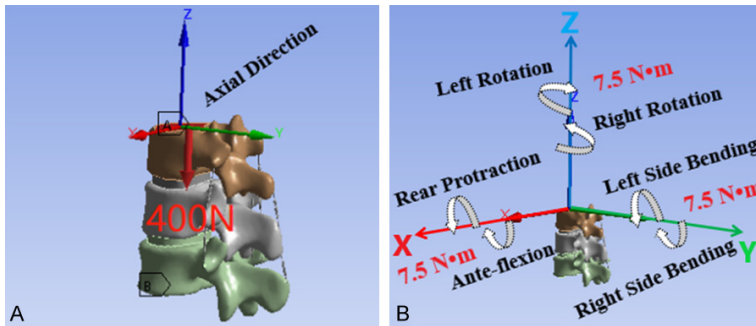 Z
Axial Direction
X
A
Y
400N
B
A
Z
Left Rotation
7.5 N•m
Z
Right Rotation
Rear Protraction
Left Side Bending
7.5 N•m
X
X
7.5 N•m
Ante-flexion
Y
Right Side Bending
B